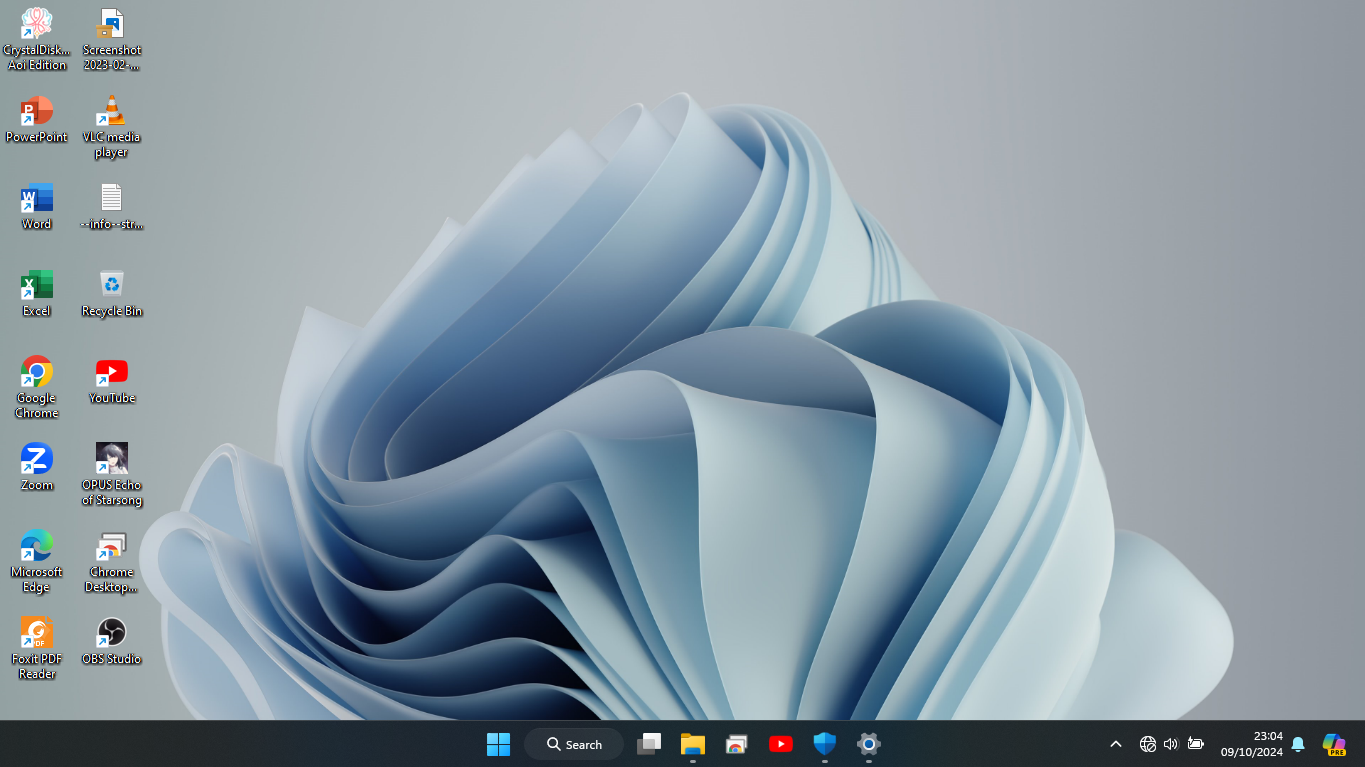 CrystalDisk...
Aoi Edition
Screenshot
2023-02-...
PowerPoint
VLC media
player
Word
--info--str...
Excel
Recycle Bin
Google
Chrome
YouTube
Zoom
OPUS Echo
of Starsong
Microsoft
Edge
Chrome
Desktop...
Foxit PDF
Reader
OBS Studio
Search
23:04
09/10/2024
PRE